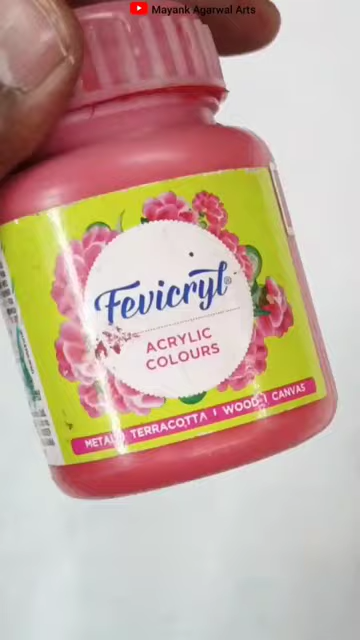 Mayank Agarwal Arts
Fevicryl®
ACRYLIC
COLOURS
METAL I TERRACOTTA I WOOD I CANVAS